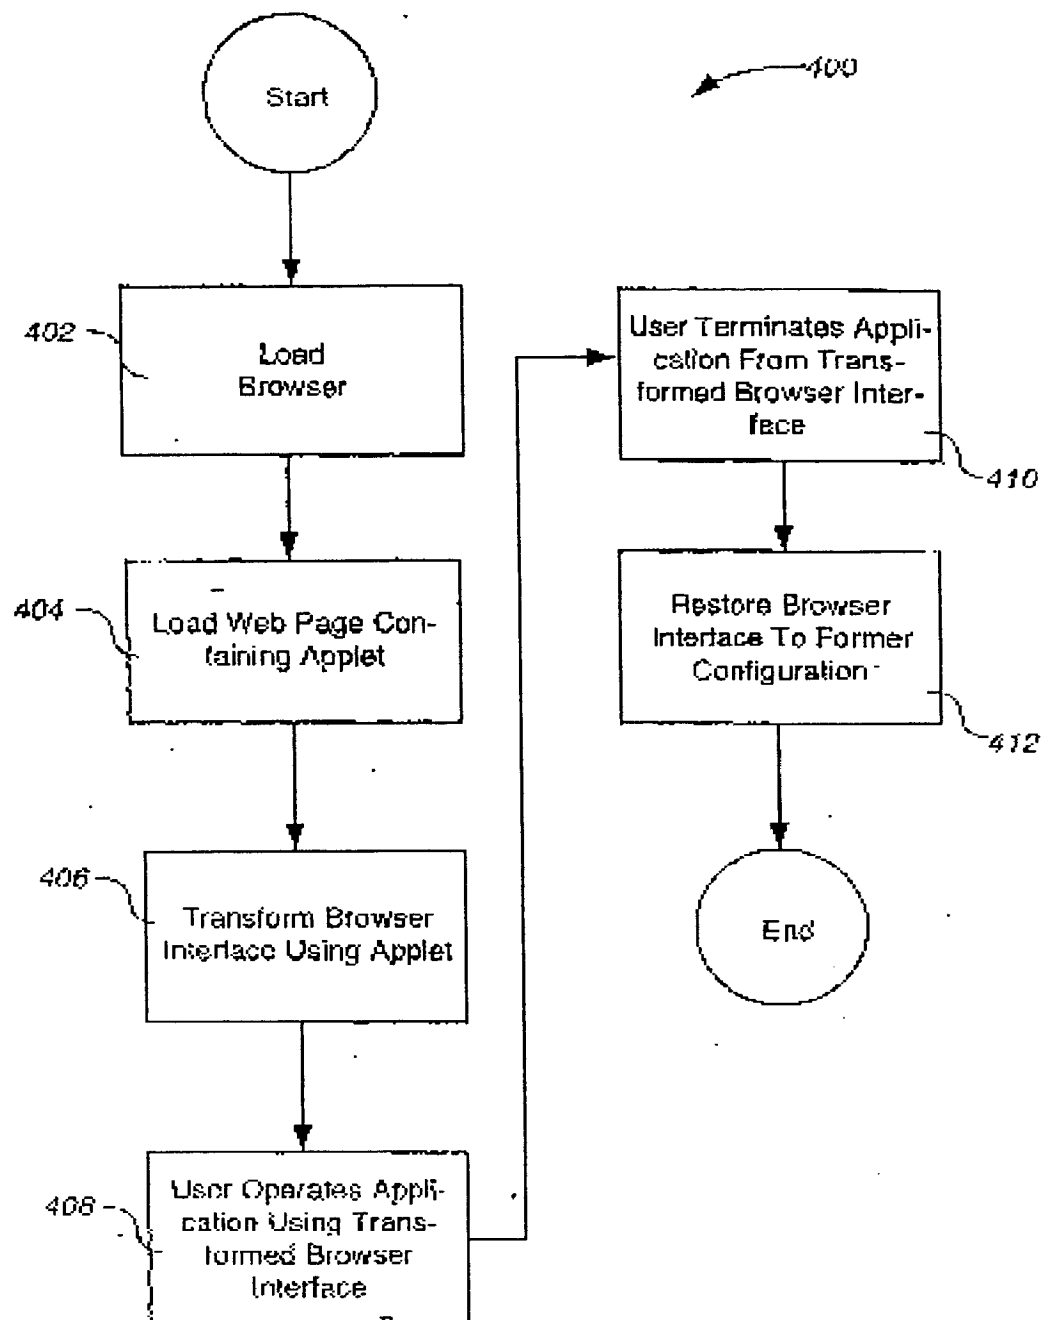 Start
400
402
Load
Browser
404
Load Web Page Con-
taining Applet
406
Transform Browser
Interface Using Applet
408
User Operates Appli-
cation Using Trans-
formed Browser
Interface
User Terminates Appli-
cation From Trans-
formed Browser Inter-
face
410
Restore Browser
Interface To Former
Configuration
412
End